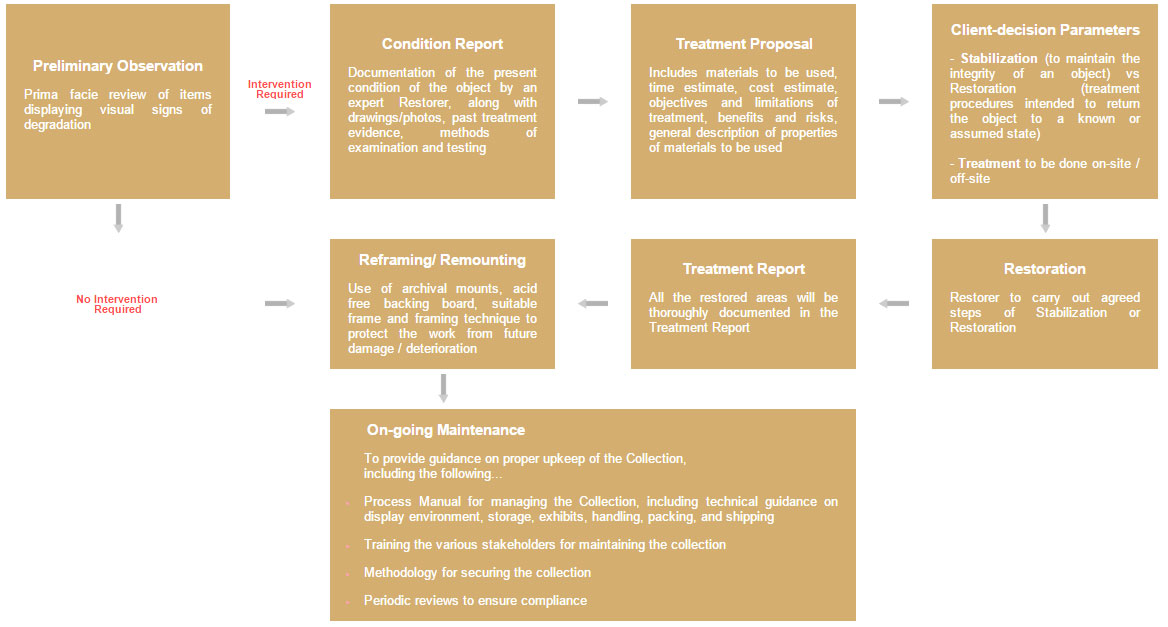 Preliminary Observation
Prima facie review of items
displaying visual signs of
degradation
Intervention
Required
Condition Report
Documentation of the present
condition of the object by an
expert Restorer, along with
drawings/photos, past treatment
evidence, methods of
examination and testing
Treatment Proposal
Includes materials to be used,
time estimate, cost estimate,
objectives and limitations of
treatment, benefits and risks,
general description of properties
of materials to be used
Client-decision Parameters
- Stabilization (to maintain the
integrity of an object) vs
Restoration (treatment
procedures intended to return
the object to a known or
assumed state)
- Treatment to be done on-site /
off-site
No Intervention
Required
Reframing/ Remounting
Use of archival mounts, acid
free backing board, suitable
frame and framing technique to
protect the work from future
damage / deterioration
Treatment Report
All the restored areas will be
thoroughly documented in the
Treatment Report
Restoration
Restorer to carry out agreed
steps of Stabilization or
Restoration
On-going Maintenance
To provide guidance on proper upkeep of the Collection,
including the following...
- Process Manual for managing the Collection, including technical guidance on
display environment, storage, exhibits, handling, packing, and shipping
- Training the various stakeholders for maintaining the collection
- Methodology for securing the collection
- Periodic reviews to ensure compliance